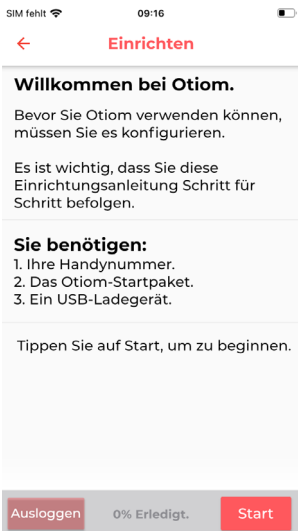 SIM fehlt 09:16
Einrichten
Willkommen bei Otiom.
Bevor Sie Otiom verwenden können,
müssen Sie es konfigurieren.
Es ist wichtig, dass Sie diese
Einrichtungsanleitung Schritt für
Schritt befolgen.
Sie benötigen:
1. Ihre Handynummer.
2. Das Otiom-Startpaket.
3. Ein USB-Ladegerät.
Tippen Sie auf Start, um zu beginnen.
Ausloggen 0% Erledigt. Start